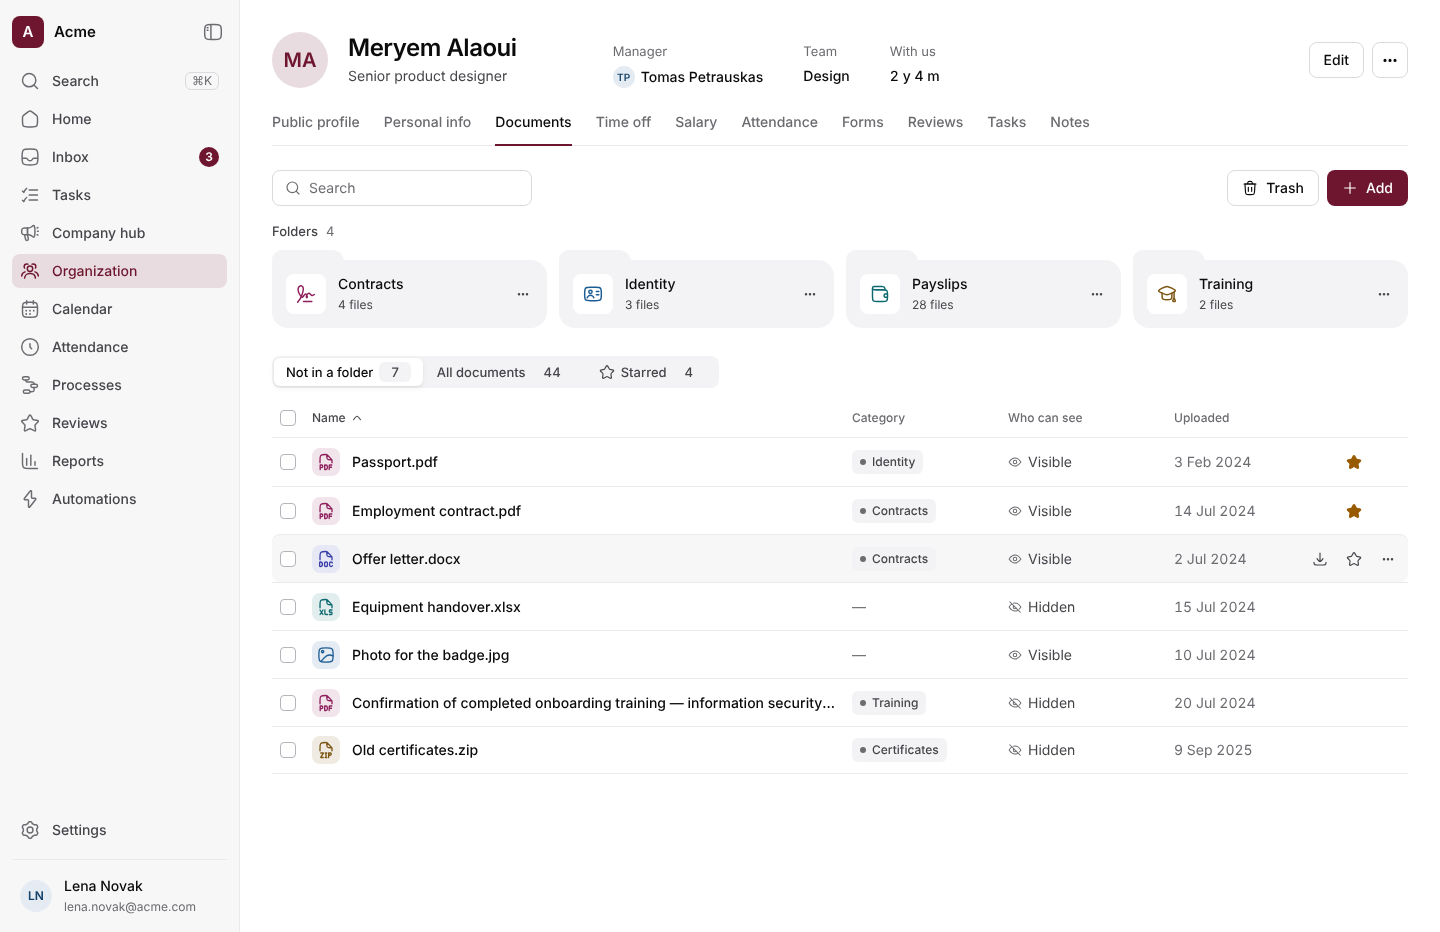 A Acme
Search ⌘K
Home
Inbox 3
Tasks
Company hub
Organization
Calendar
Attendance
Processes
Reviews
Reports
Automations
Settings
LN Lena Novak
lena.novak@acme.com
MA Meryem Alaoui
Senior product designer
Manager
TP Tomas Petrauskas
Team
Design
With us
2 y 4 m
Edit
Public profile Personal info Documents Time off Salary Attendance Forms Reviews Tasks Notes
Search
Trash
Add
Folders 4
Contracts
4 files
Identity
3 files
Payslips
28 files
Training
2 files
Not in a folder 7 All documents 44 Starred 4
Name Category Who can see Uploaded
PDF Passport.pdf Identity Visible 3 Feb 2024
PDF Employment contract.pdf Contracts Visible 14 Jul 2024
DOC Offer letter.docx Contracts Visible 2 Jul 2024
XLS Equipment handover.xlsx — Hidden 15 Jul 2024
Photo for the badge.jpg — Visible 10 Jul 2024
PDF Confirmation of completed onboarding training — information security... Training Hidden 20 Jul 2024
ZIP Old certificates.zip Certificates Hidden 9 Sep 2025